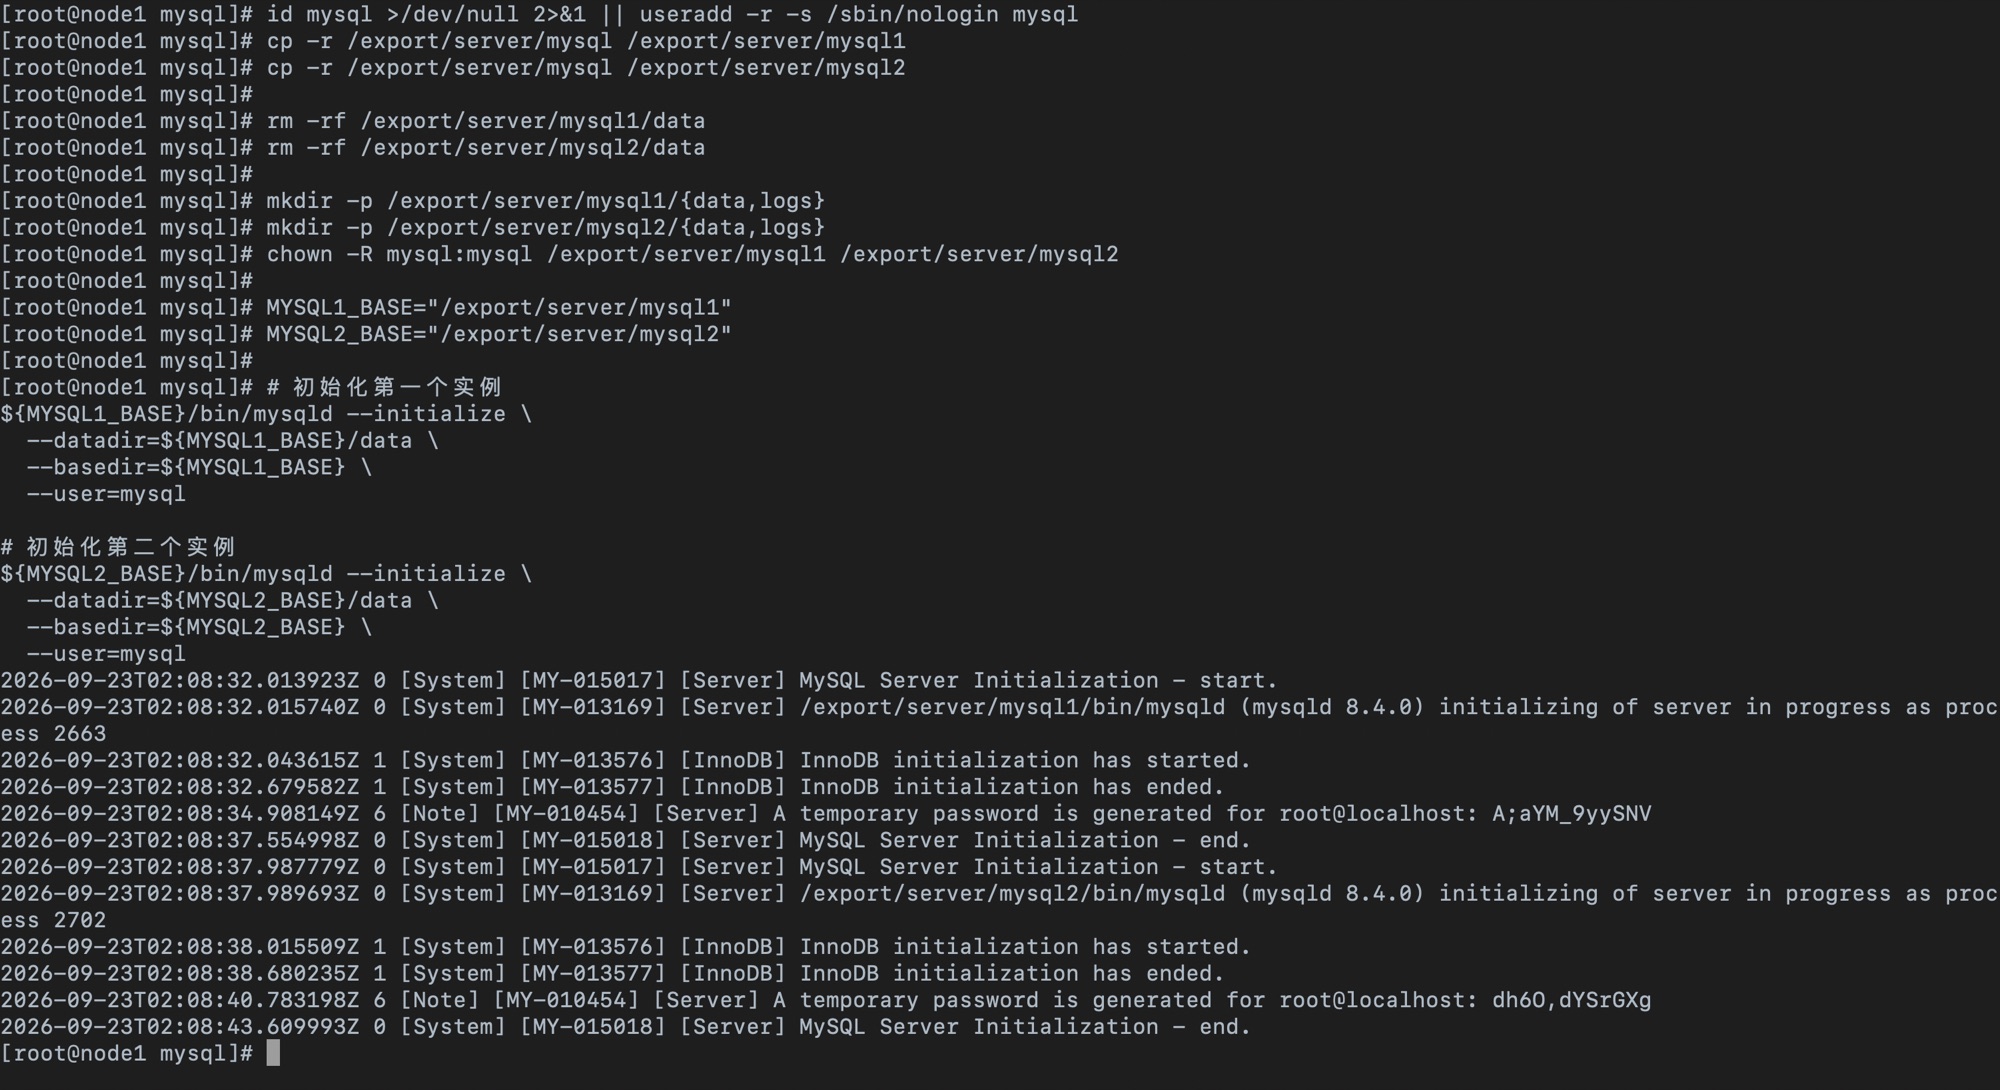 [root@node1 mysql]# id mysql >/dev/null 2>&1 || useradd -r -s /sbin/nologin mysql
[root@node1 mysql]# cp -r /export/server/mysql /export/server/mysql1
[root@node1 mysql]# cp -r /export/server/mysql /export/server/mysql2
[root@node1 mysql]#
[root@node1 mysql]# rm -rf /export/server/mysql1/data
[root@node1 mysql]# rm -rf /export/server/mysql2/data
[root@node1 mysql]#
[root@node1 mysql]# mkdir -p /export/server/mysql1/{data,logs}
[root@node1 mysql]# mkdir -p /export/server/mysql2/{data,logs}
[root@node1 mysql]# chown -R mysql:mysql /export/server/mysql1 /export/server/mysql2
[root@node1 mysql]#
[root@node1 mysql]# MYSQL1_BASE="/export/server/mysql1"
[root@node1 mysql]# MYSQL2_BASE="/export/server/mysql2"
[root@node1 mysql]#
[root@node1 mysql]# # 初始化第一个实例
${MYSQL1_BASE}/bin/mysqld --initialize \
  --datadir=${MYSQL1_BASE}/data \
  --basedir=${MYSQL1_BASE} \
  --user=mysql

# 初始化第二个实例
${MYSQL2_BASE}/bin/mysqld --initialize \
  --datadir=${MYSQL2_BASE}/data \
  --basedir=${MYSQL2_BASE} \
  --user=mysql
2026-09-23T02:08:32.013923Z 0 [System] [MY-015017] [Server] MySQL Server Initialization - start.
2026-09-23T02:08:32.015740Z 0 [System] [MY-013169] [Server] /export/server/mysql1/bin/mysqld (mysqld 8.4.0) initializing of server in progress as proc
ess 2663
2026-09-23T02:08:32.043615Z 1 [System] [MY-013576] [InnoDB] InnoDB initialization has started.
2026-09-23T02:08:32.679582Z 1 [System] [MY-013577] [InnoDB] InnoDB initialization has ended.
2026-09-23T02:08:34.908149Z 6 [Note] [MY-010454] [Server] A temporary password is generated for root@localhost: A;aYM_9yySNV
2026-09-23T02:08:37.554998Z 0 [System] [MY-015018] [Server] MySQL Server Initialization - end.
2026-09-23T02:08:37.987779Z 0 [System] [MY-015017] [Server] MySQL Server Initialization - start.
2026-09-23T02:08:37.989693Z 0 [System] [MY-013169] [Server] /export/server/mysql2/bin/mysqld (mysqld 8.4.0) initializing of server in progress as proc
ess 2702
2026-09-23T02:08:38.015509Z 1 [System] [MY-013576] [InnoDB] InnoDB initialization has started.
2026-09-23T02:08:38.680235Z 1 [System] [MY-013577] [InnoDB] InnoDB initialization has ended.
2026-09-23T02:08:40.783198Z 6 [Note] [MY-010454] [Server] A temporary password is generated for root@localhost: dh6O,dYSrGXg
2026-09-23T02:08:43.609993Z 0 [System] [MY-015018] [Server] MySQL Server Initialization - end.
[root@node1 mysql]#